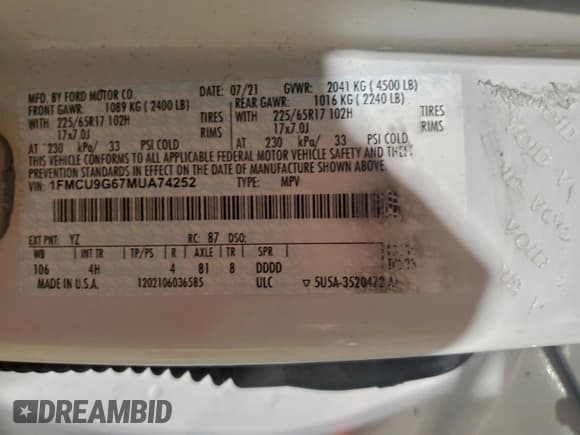 MFD. BY FORD MOTOR CO. DATE: 07/21 GVWR: 2041 KG (4500 LB)
FRONT GAWR: 1089 KG (2400 LB) REAR GAWR: 1016 KG (2240 LB)
WITH 225/65R17 102H TIRES WITH 225/65R17 102H TIRES
17x7.0J RIMS 17x7.0J RIMS
AT 230 kPa/ 33 PSI COLD AT 230 kPa/ 33 PSI COLD
THIS VEHICLE CONFORMS TO ALL APPLICABLE FEDERAL MOTOR VEHICLE SAFETY AND THEFT
PREVENTION STANDARDS IN EFFECT ON THE DATE OF MANUFACTURE SHOWN ABOVE.
VIN: 1FMCU9G67MUA74252 TYPE: MPV
EXT PNT: YZ RC: 87 DSO:
WB INT TR TP/PS R AXLE TR SPR
106 4H 4 81 8 DDDD
MADE IN U.S.A. 1202106036585 ULC ▽ 5USA-3520472
DREAMBID